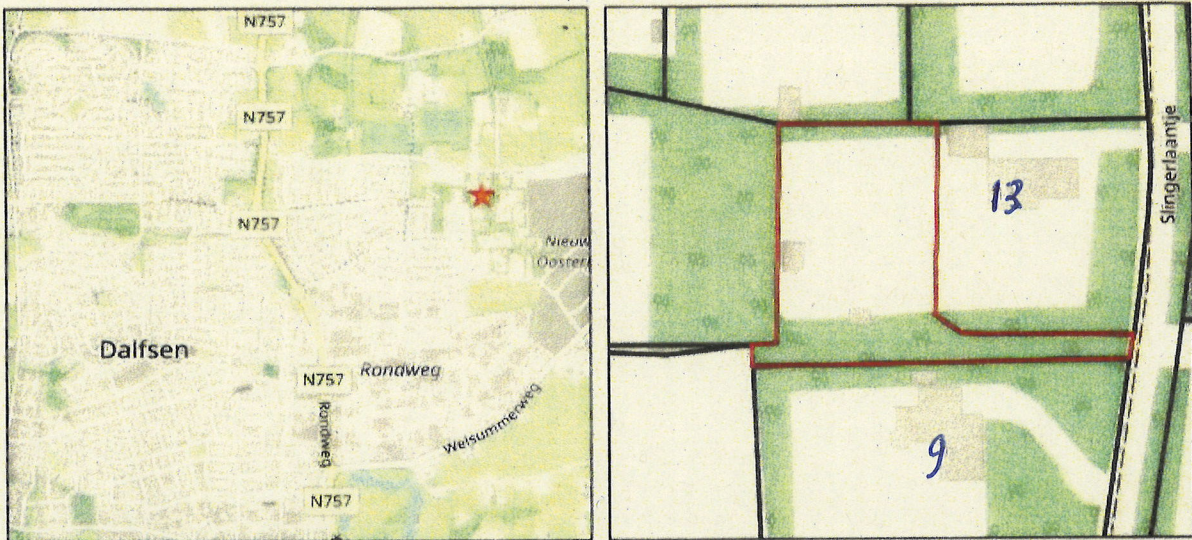 N757
N757
N757
Nieuw
Ooster
Dalfsen
N757
Rondweg
Rondweg
Welsummerweg
N757
Slingerlaantje
13
9